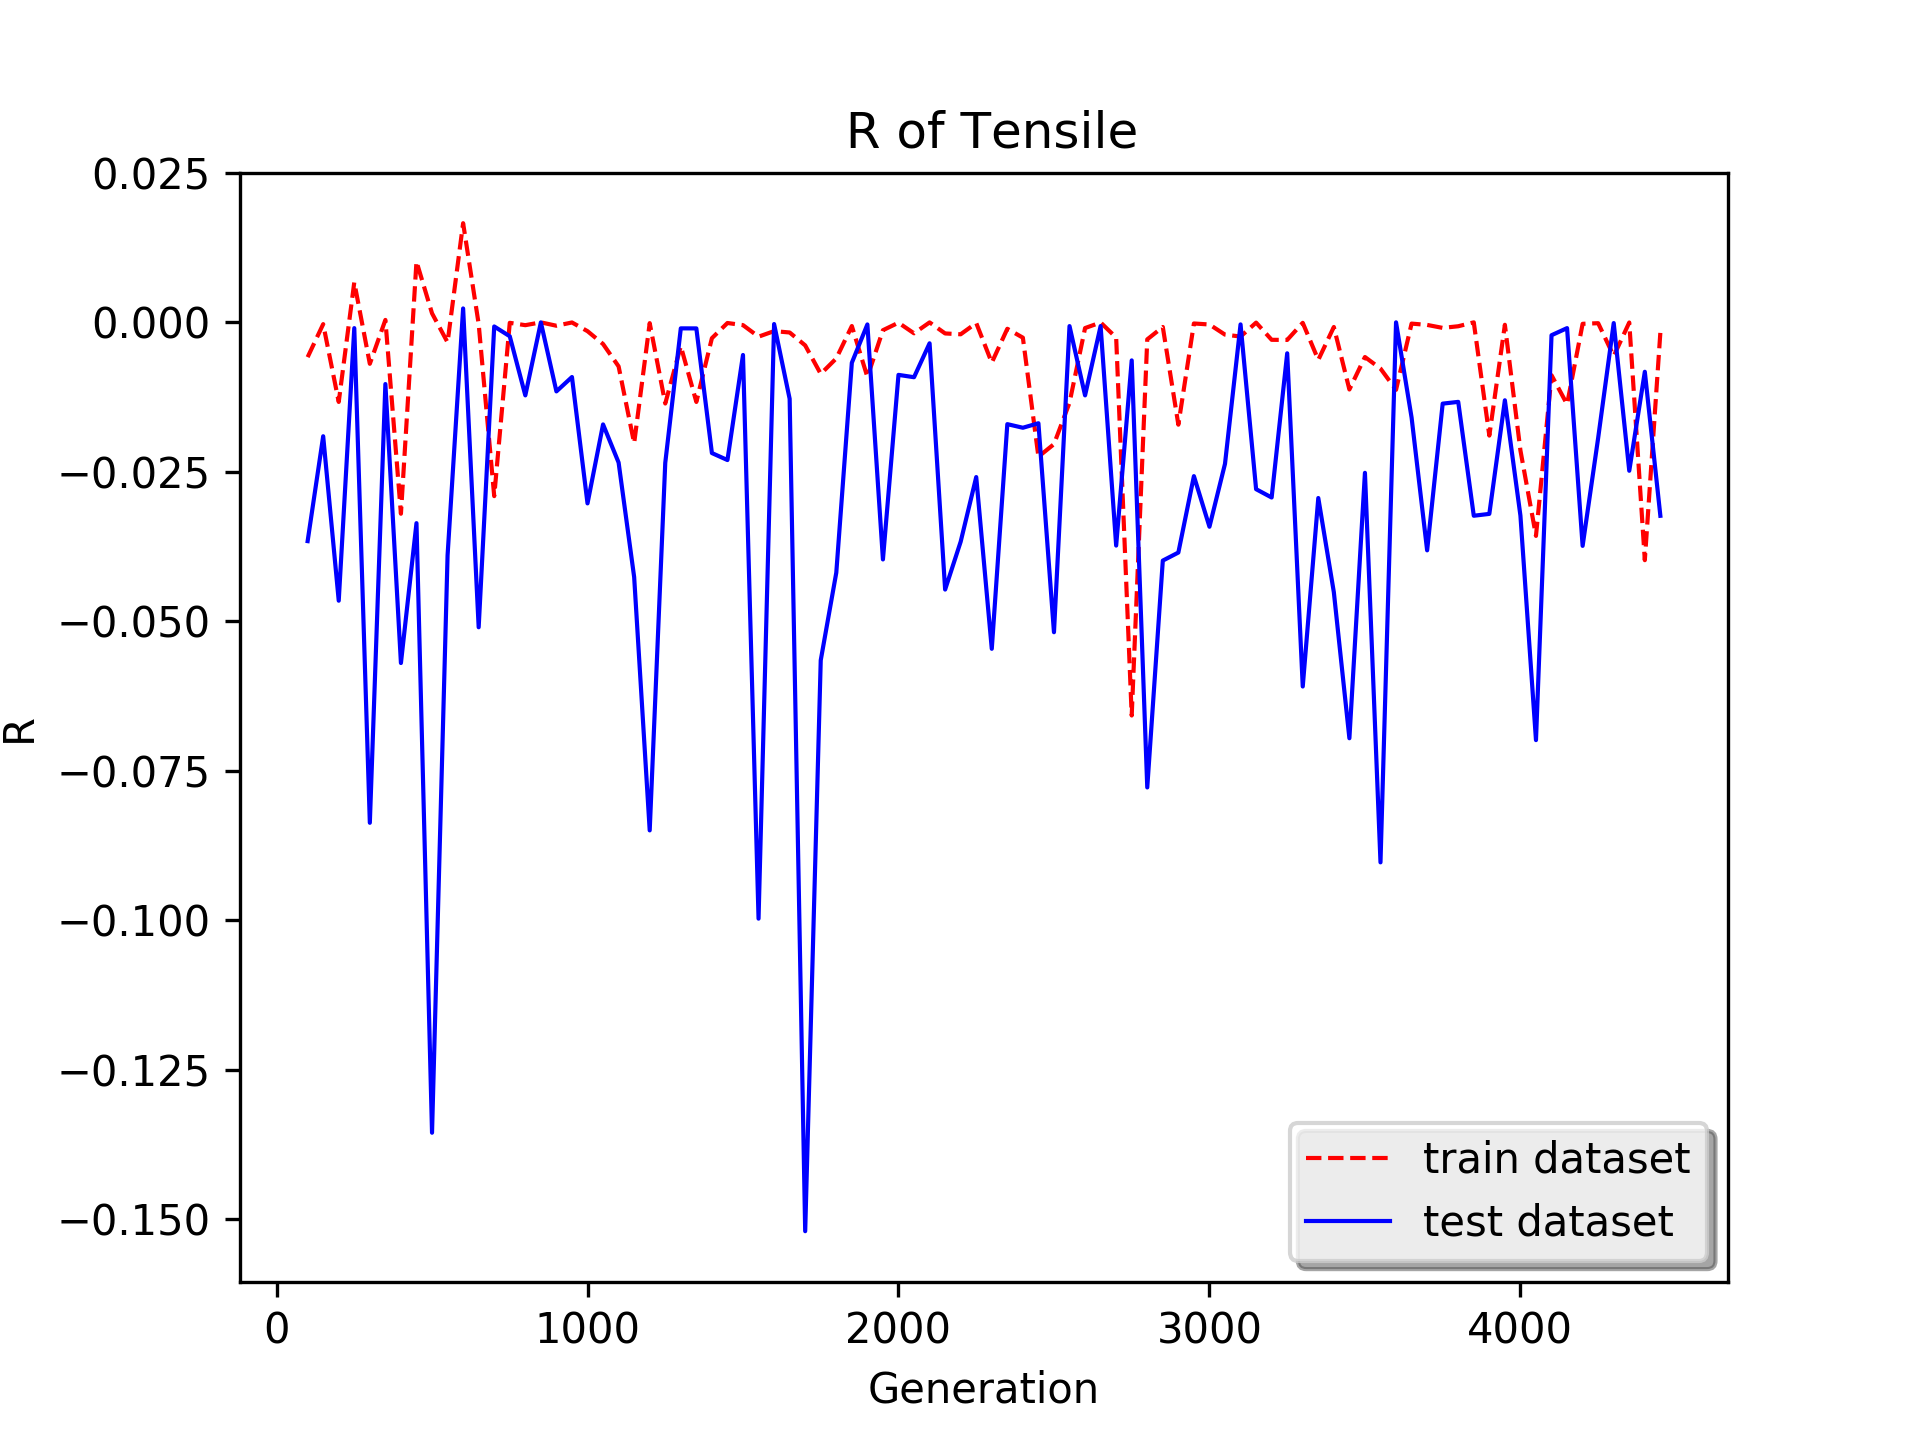 R of Tensile
0.025
0.000
−0.025
−0.050
−0.075
−0.100
−0.125
−0.150
R
0 1000 2000 3000 4000
Generation
train dataset
test dataset